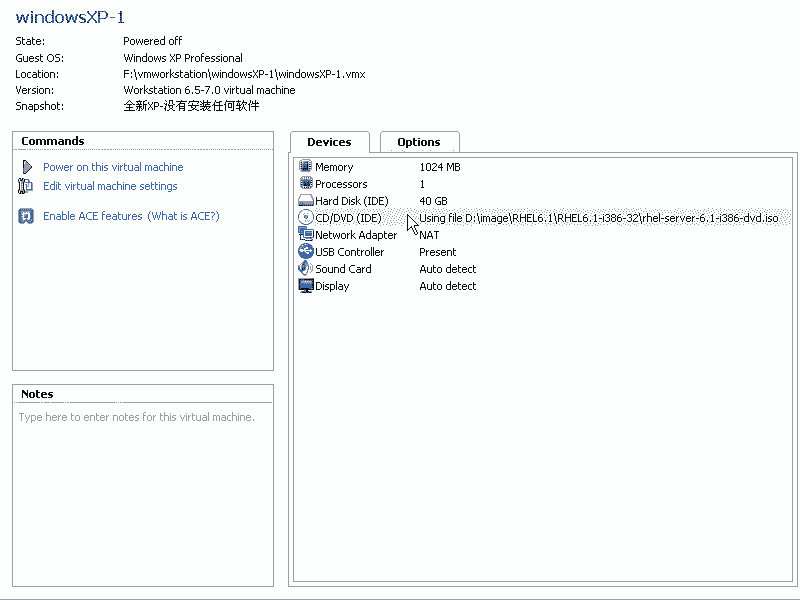 windowsXP-1
State: Powered off
Guest OS: Windows XP Professional
Location: F:\vmworkstation\windowsXP-1\windowsXP-1.vmx
Version: Workstation 6.5-7.0 virtual machine
Snapshot: 全新XP-没有安装任何软件
Commands
Power on this virtual machine
Edit virtual machine settings
Enable ACE features (What is ACE?)
Notes
Type here to enter notes for this virtual machine.
Devices Options
Memory 1024 MB
Processors 1
Hard Disk (IDE) 40 GB
CD/DVD (IDE) Using file D:\image\RHEL6.1\RHEL6.1-i386-32\rhel-server-6.1-i386-dvd.iso
Network Adapter NAT
USB Controller Present
Sound Card Auto detect
Display Auto detect